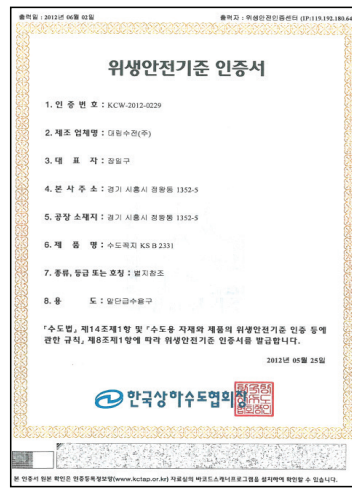 출력일 : 2012년 06월 02일 출력자 : 위생안전인증센터 (IP:119.192.180.64
위생안전기준 인증서
1. 인 증 번 호 : KCW-2012-0229
2. 제조 업체명 : 대림수전(주)
3. 대 표 자 : 장일구
4. 본 사 주 소 : 경기 시흥시 정왕동 1352-5
5. 공장 소재지 : 경기 시흥시 정왕동 1352-5
6. 제 품 명 : 수도꼭지 KS B 2331
7. 종류, 등급 또는 호칭 : 별지참조
8. 용 도 : 말단급수용구
「수도법」 제14조제1항 및 「수도용 자재와 제품의 위생안전기준 인증 등에
관한 규칙」 제8조제1항에 따라 위생안전기준 인증서를 발급합니다.
2012년 05월 25일
한국상하수도협회장
본 인증서 원본 확인은 인증등록정보망(www.kctap.or.kr) 자료실의 바코드스캐너프로그램을 설치하여 확인할 수 있습니다.